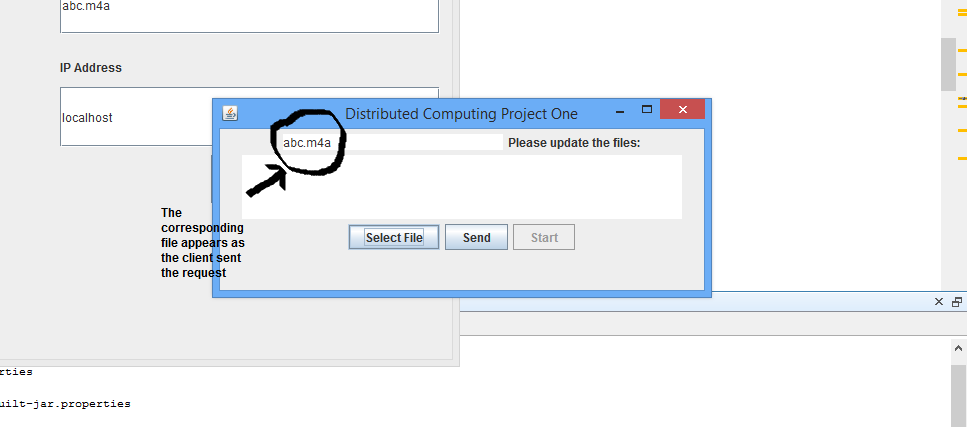 abc.m4a
IP Address
localhost
Distributed Computing Project One
abc.m4a Please update the files:
The
corresponding
file appears as
the client sent
the request
Select File Send Start
rties
uilt-jar.properties